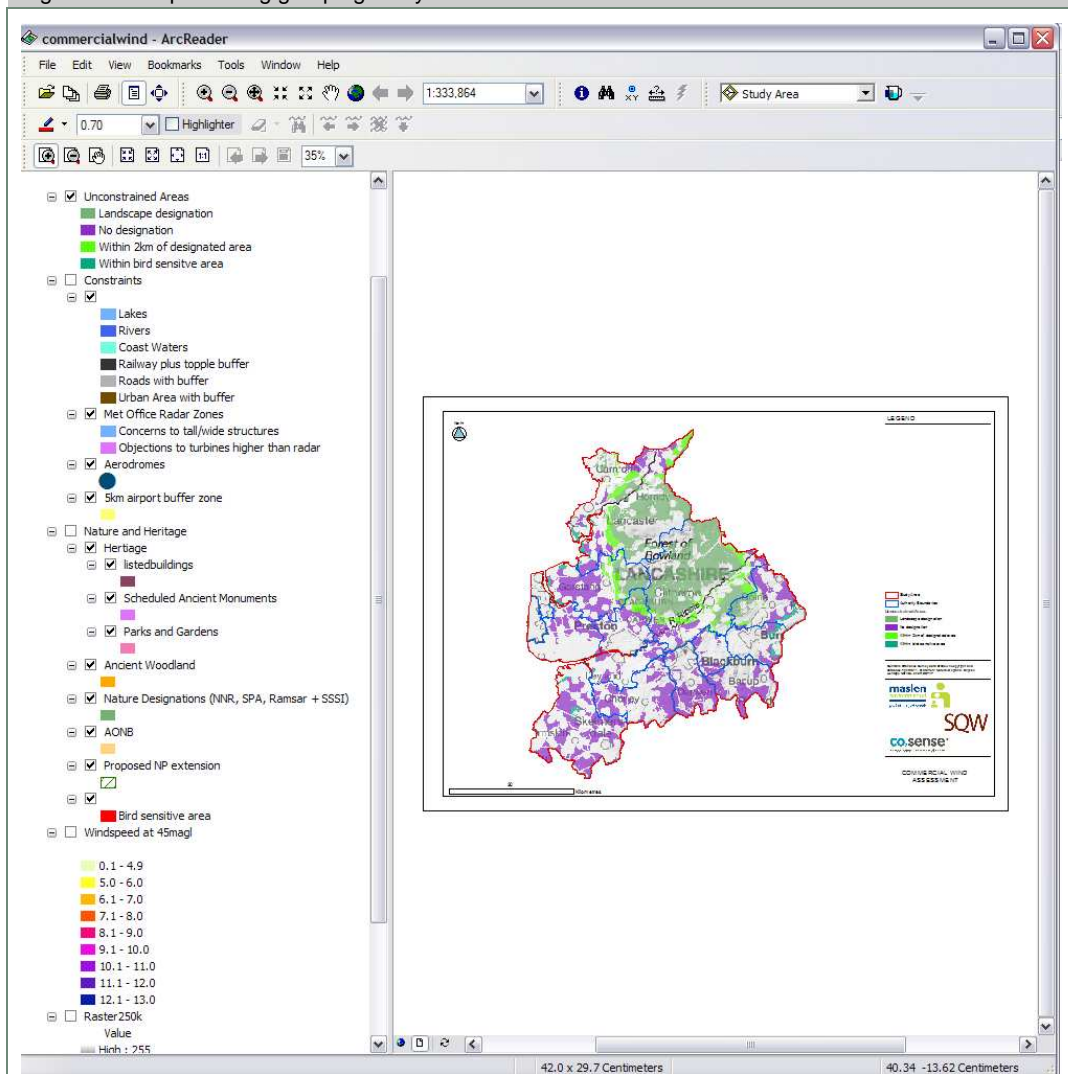 commercialwind - ArcReader
File Edit View Bookmarks Tools Window Help
1:333,864
Study Area
0.70
Highlighter
35%
Unconstrained Areas
Landscape designation
No designation
Within 2km of designated area
Within bird sensitve area
Constraints
Lakes
Rivers
Coast Waters
Railway plus topple buffer
Roads with buffer
Urban Area with buffer
Met Office Radar Zones
Concerns to tall/wide structures
Objections to turbines higher than radar
Aerodromes
5km airport buffer zone
Nature and Heritage
Hertiage
listedbuildings
Scheduled Ancient Monuments
Parks and Gardens
Ancient Woodland
Nature Designations (NNR, SPA, Ramsar + SSSI)
AONB
Proposed NP extension
Bird sensitive area
Windspeed at 45magl
0.1 - 4.9
5.0 - 6.0
6.1 - 7.0
7.1 - 8.0
8.1 - 9.0
9.1 - 10.0
10.1 - 11.0
11.1 - 12.0
12.1 - 13.0
Raster250k
Value
High : 255
LEGEND
Lancaster
Forest of
Bowland
LANCASHIRE
Preston
Blackburn
Chorley
maslen
SQW
co2sense
COMMERCIAL WIND
ASSESSMENT
42.0 x 29.7 Centimeters
40.34 -13.62 Centimeters